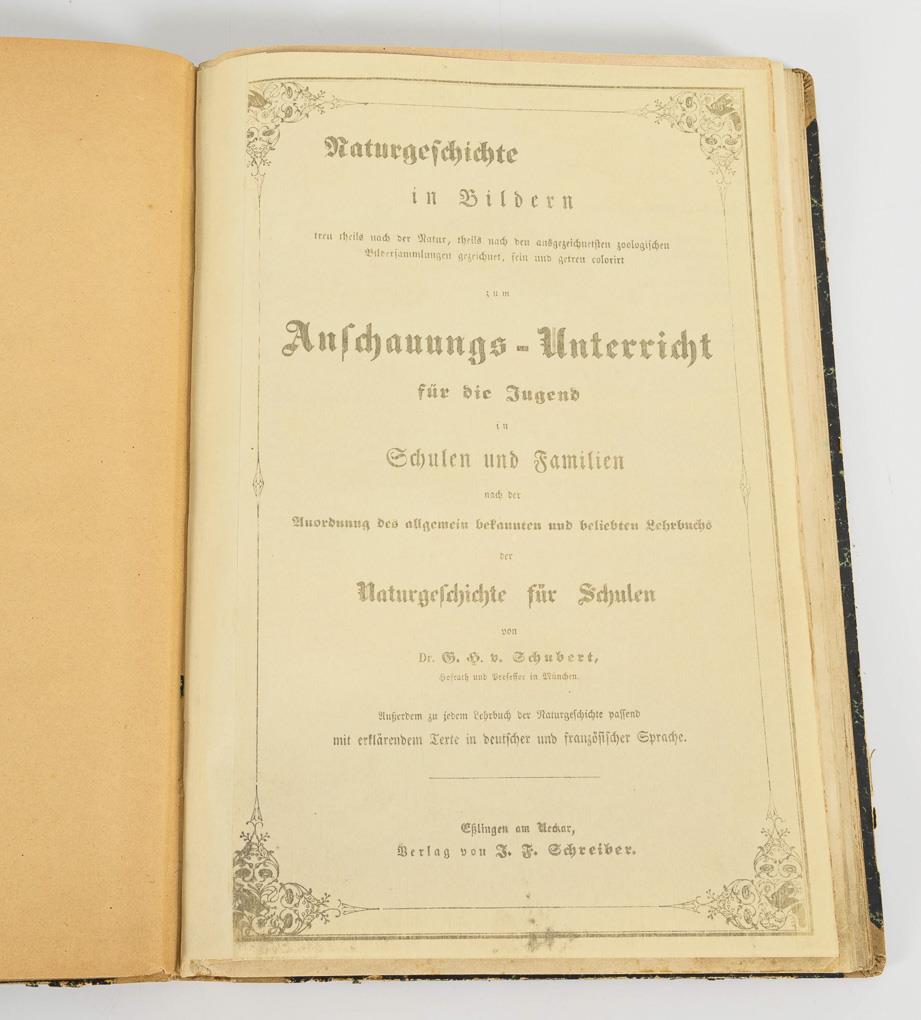 Naturgeschichte
in Bildern
treu theils nach der Natur, theils nach den ausgezeichnetsten zoologischen
Bildersammlungen gezeichnet, fein und getreu colorirt
zum
Anschauungs-Unterricht
für die Jugend
in
Schulen und Familien
nach der
Anordnung des allgemein bekannten und beliebten Lehrbuchs
der
Naturgeschichte für Schulen
von
Dr. G. H. v. Schubert,
Hofrath und Professor in München.
Außerdem zu jedem Lehrbuch der Naturgeschichte passend
mit erklärendem Texte in deutscher und französischer Sprache.
Eßlingen am Neckar,
Verlag von J. F. Schreiber.